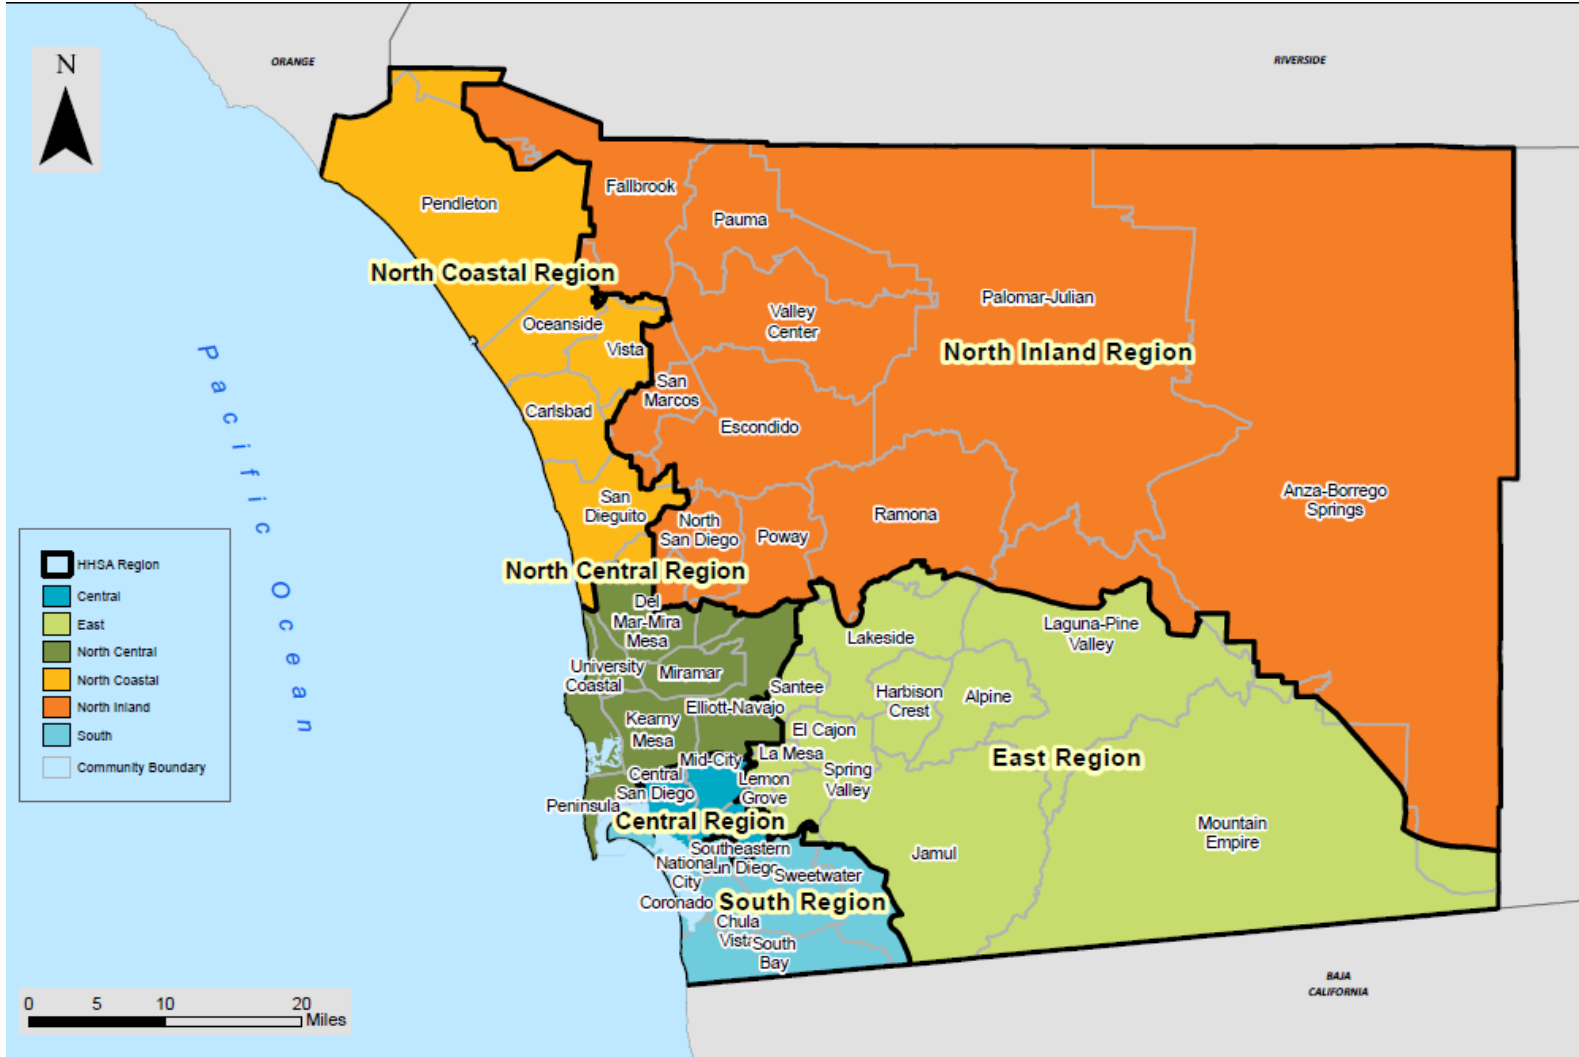 N
ORANGE
RIVERSIDE
Fallbrook
Pendleton
Pauma
North Coastal Region
Palomar-Julian
Valley
Center
Oceanside
Vista
North Inland Region
San
Marcos
Carlsbad
Escondido
Pacific Ocean
San
Dieguito
Anza-Borrego
Springs
Ramona
North
San Diego
Poway
North Central Region
HHSA Region
Central
East
North Central
North Coastal
North Inland
South
Community Boundary
Del
Mar-Mira
Mesa
Lakeside
Laguna-Pine
Valley
University
Coastal
Miramar
Santee
Harbison
Crest
Alpine
Elliott-Navajo
Kearny
Mesa
El Cajon
La Mesa
East Region
Mid-City
Central
San Diego
Lemon
Grove
Spring
Valley
Peninsula
Central Region
Mountain
Empire
Southeastern
San Diego
Jamul
National
City
Sweetwater
Coronado
South Region
Chula
Vista
South
Bay
BAJA
CALIFORNIA
0 5 10 20
Miles